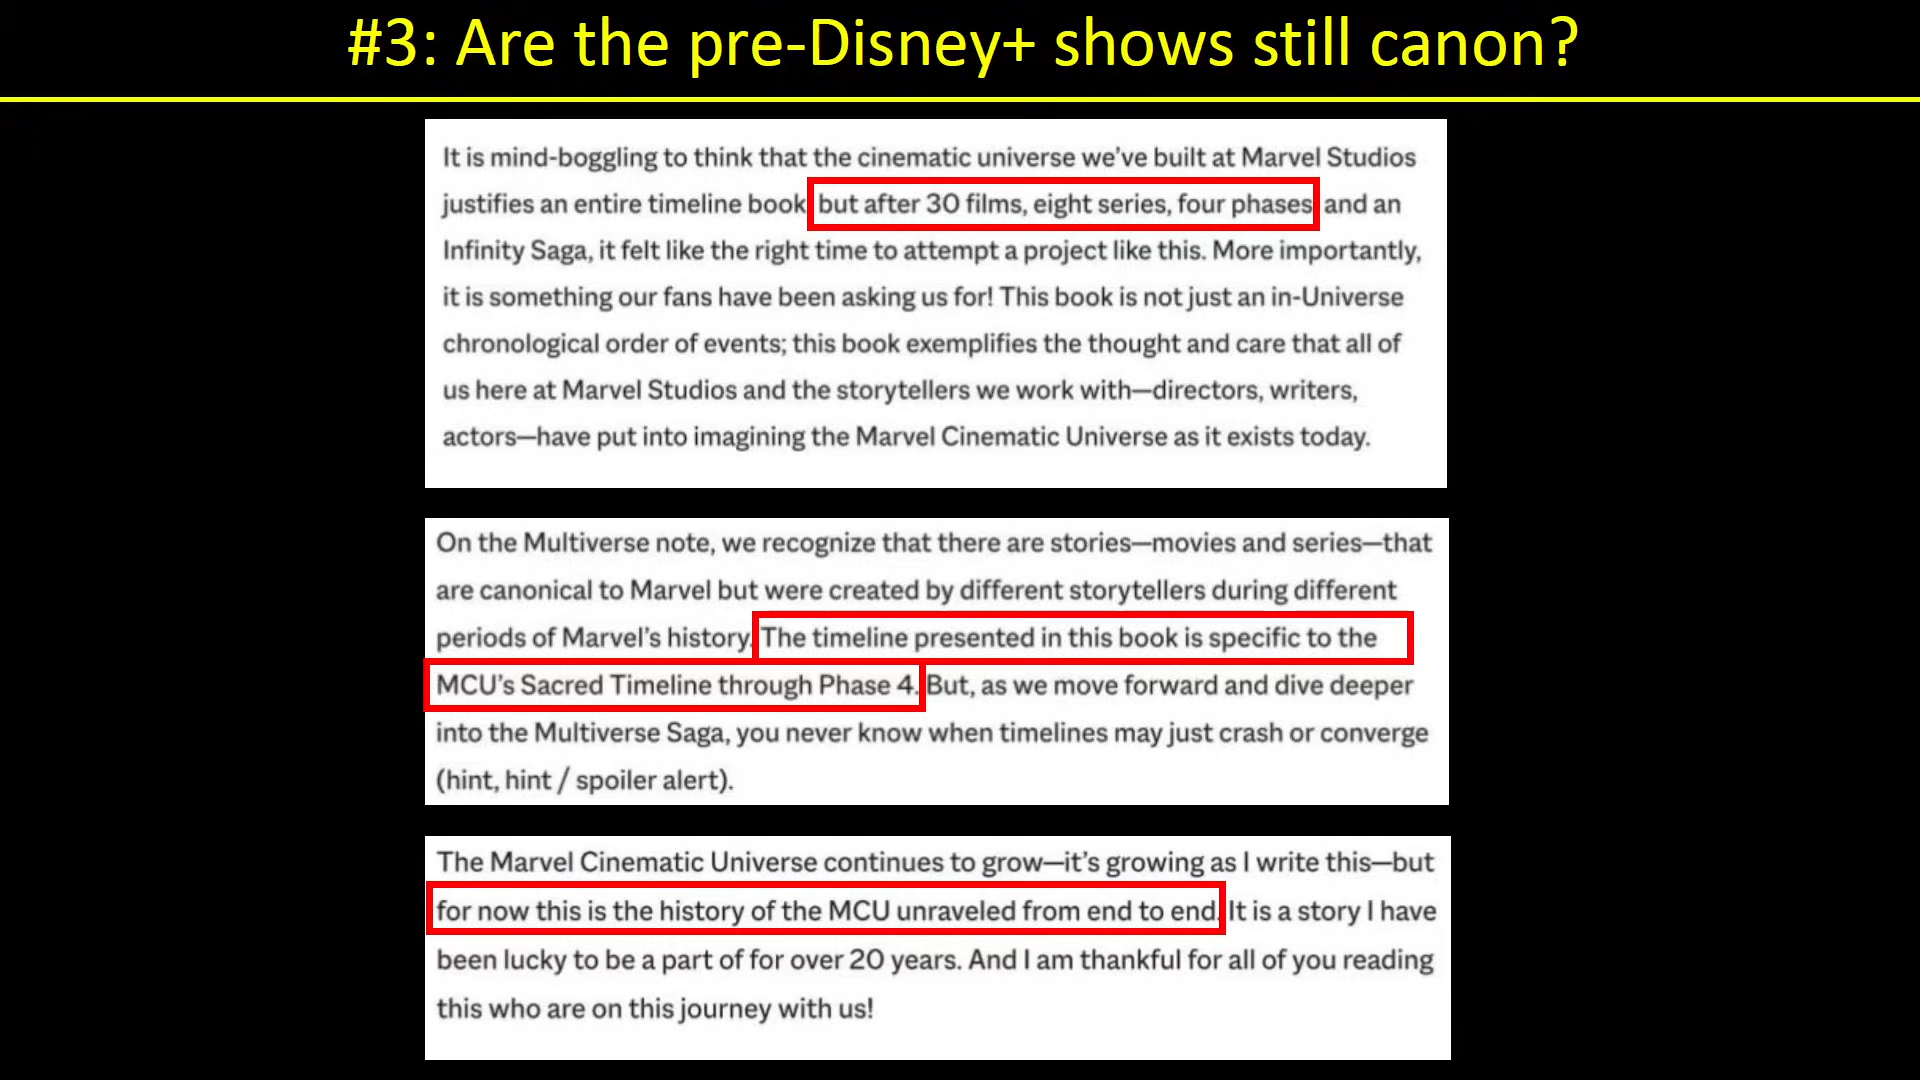 #3: Are the pre-Disney+ shows still canon?
It is mind-boggling to think that the cinematic universe we've built at Marvel Studios
justifies an entire timeline book but after 30 films, eight series, four phases and an
Infinity Saga, it felt like the right time to attempt a project like this. More importantly,
it is something our fans have been asking us for! This book is not just an in-Universe
chronological order of events; this book exemplifies the thought and care that all of
us here at Marvel Studios and the storytellers we work with—directors, writers,
actors—have put into imagining the Marvel Cinematic Universe as it exists today.
On the Multiverse note, we recognize that there are stories—movies and series—that
are canonical to Marvel but were created by different storytellers during different
periods of Marvel's history. The timeline presented in this book is specific to the
MCU's Sacred Timeline through Phase 4. But, as we move forward and dive deeper
into the Multiverse Saga, you never know when timelines may just crash or converge
(hint, hint / spoiler alert).
The Marvel Cinematic Universe continues to grow—it's growing as I write this—but
for now this is the history of the MCU unraveled from end to end. It is a story I have
been lucky to be a part of for over 20 years. And I am thankful for all of you reading
this who are on this journey with us!